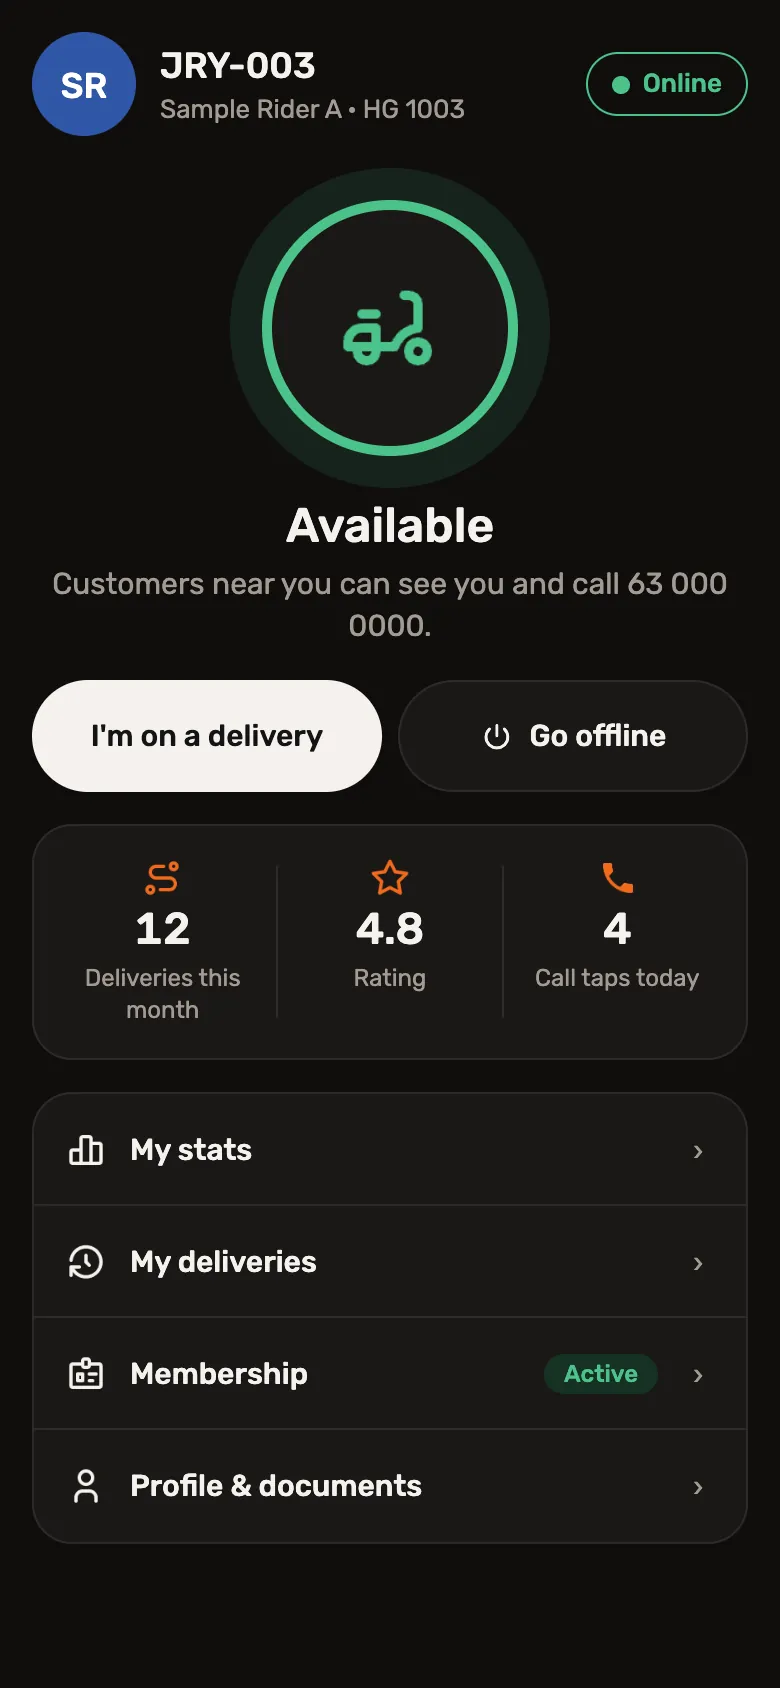 SR
JRY-003
Sample Rider A • HG 1003
Online
Available
Customers near you can see you and call 63 000
0000.
I'm on a delivery
Go offline
12
Deliveries this
month
4.8
Rating
4
Call taps today
My stats
My deliveries
Membership
Active
Profile & documents